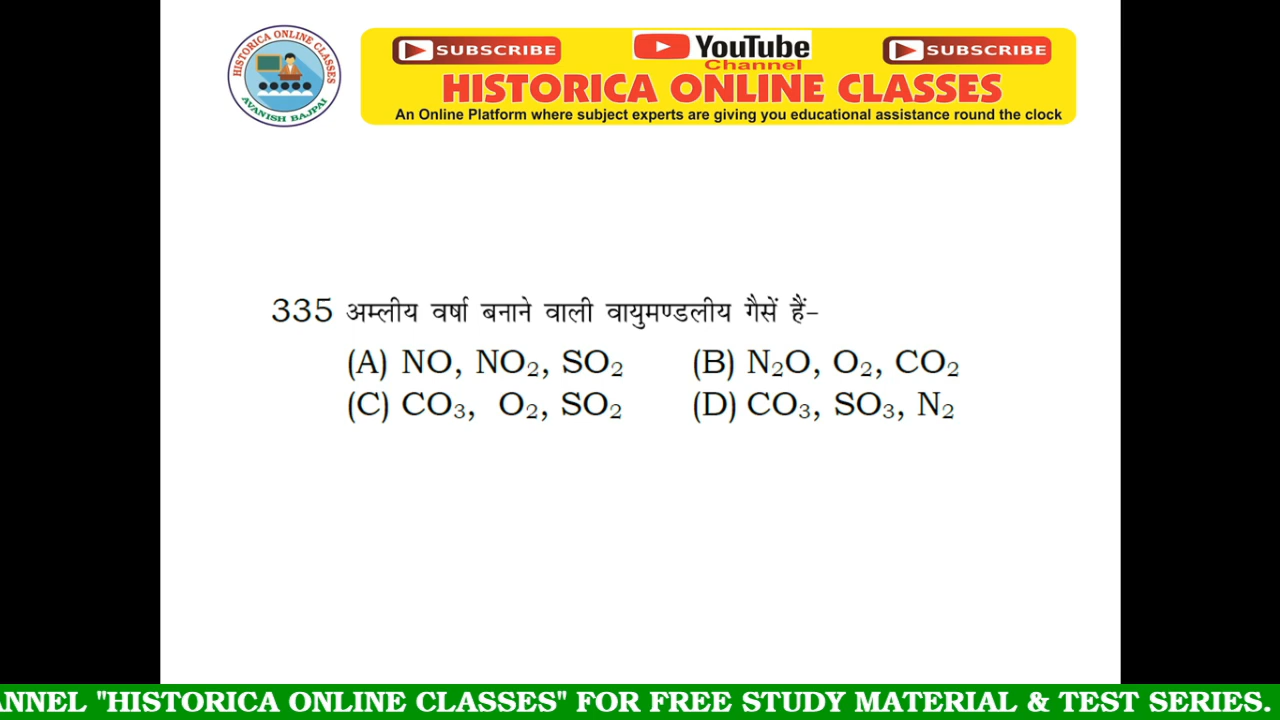 HISTORICA ONLINE CLASSES
AVANISH BAJPAI
SUBSCRIBE
YouTube
Channel
SUBSCRIBE
HISTORICA ONLINE CLASSES
An Online Platform where subject experts are giving you educational assistance round the clock
335 अम्लीय वर्षा बनाने वाली वायुमण्डलीय गैसें हैं-
(A) NO, NO₂, SO₂ (B) N₂O, O₂, CO₂
(C) CO₃, O₂, SO₂ (D) CO₃, SO₃, N₂
ANNEL "HISTORICA ONLINE CLASSES" FOR FREE STUDY MATERIAL & TEST SERIES.